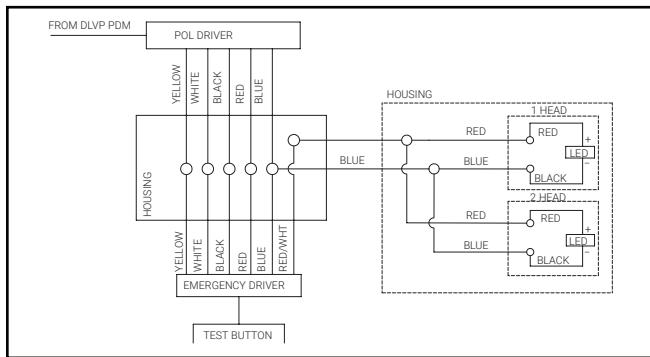 FROM DLVP PDM
POL DRIVER
YELLOW
WHITE
BLACK
RED
BLUE
HOUSING
HOUSING
1 HEAD
RED
RED
+
LED
BLUE
BLUE
–
BLACK
2 HEAD
RED
RED
+
LED
BLUE
–
BLACK
YELLOW
WHITE
BLACK
RED
BLUE
RED/WHT
EMERGENCY DRIVER
TEST BUTTON